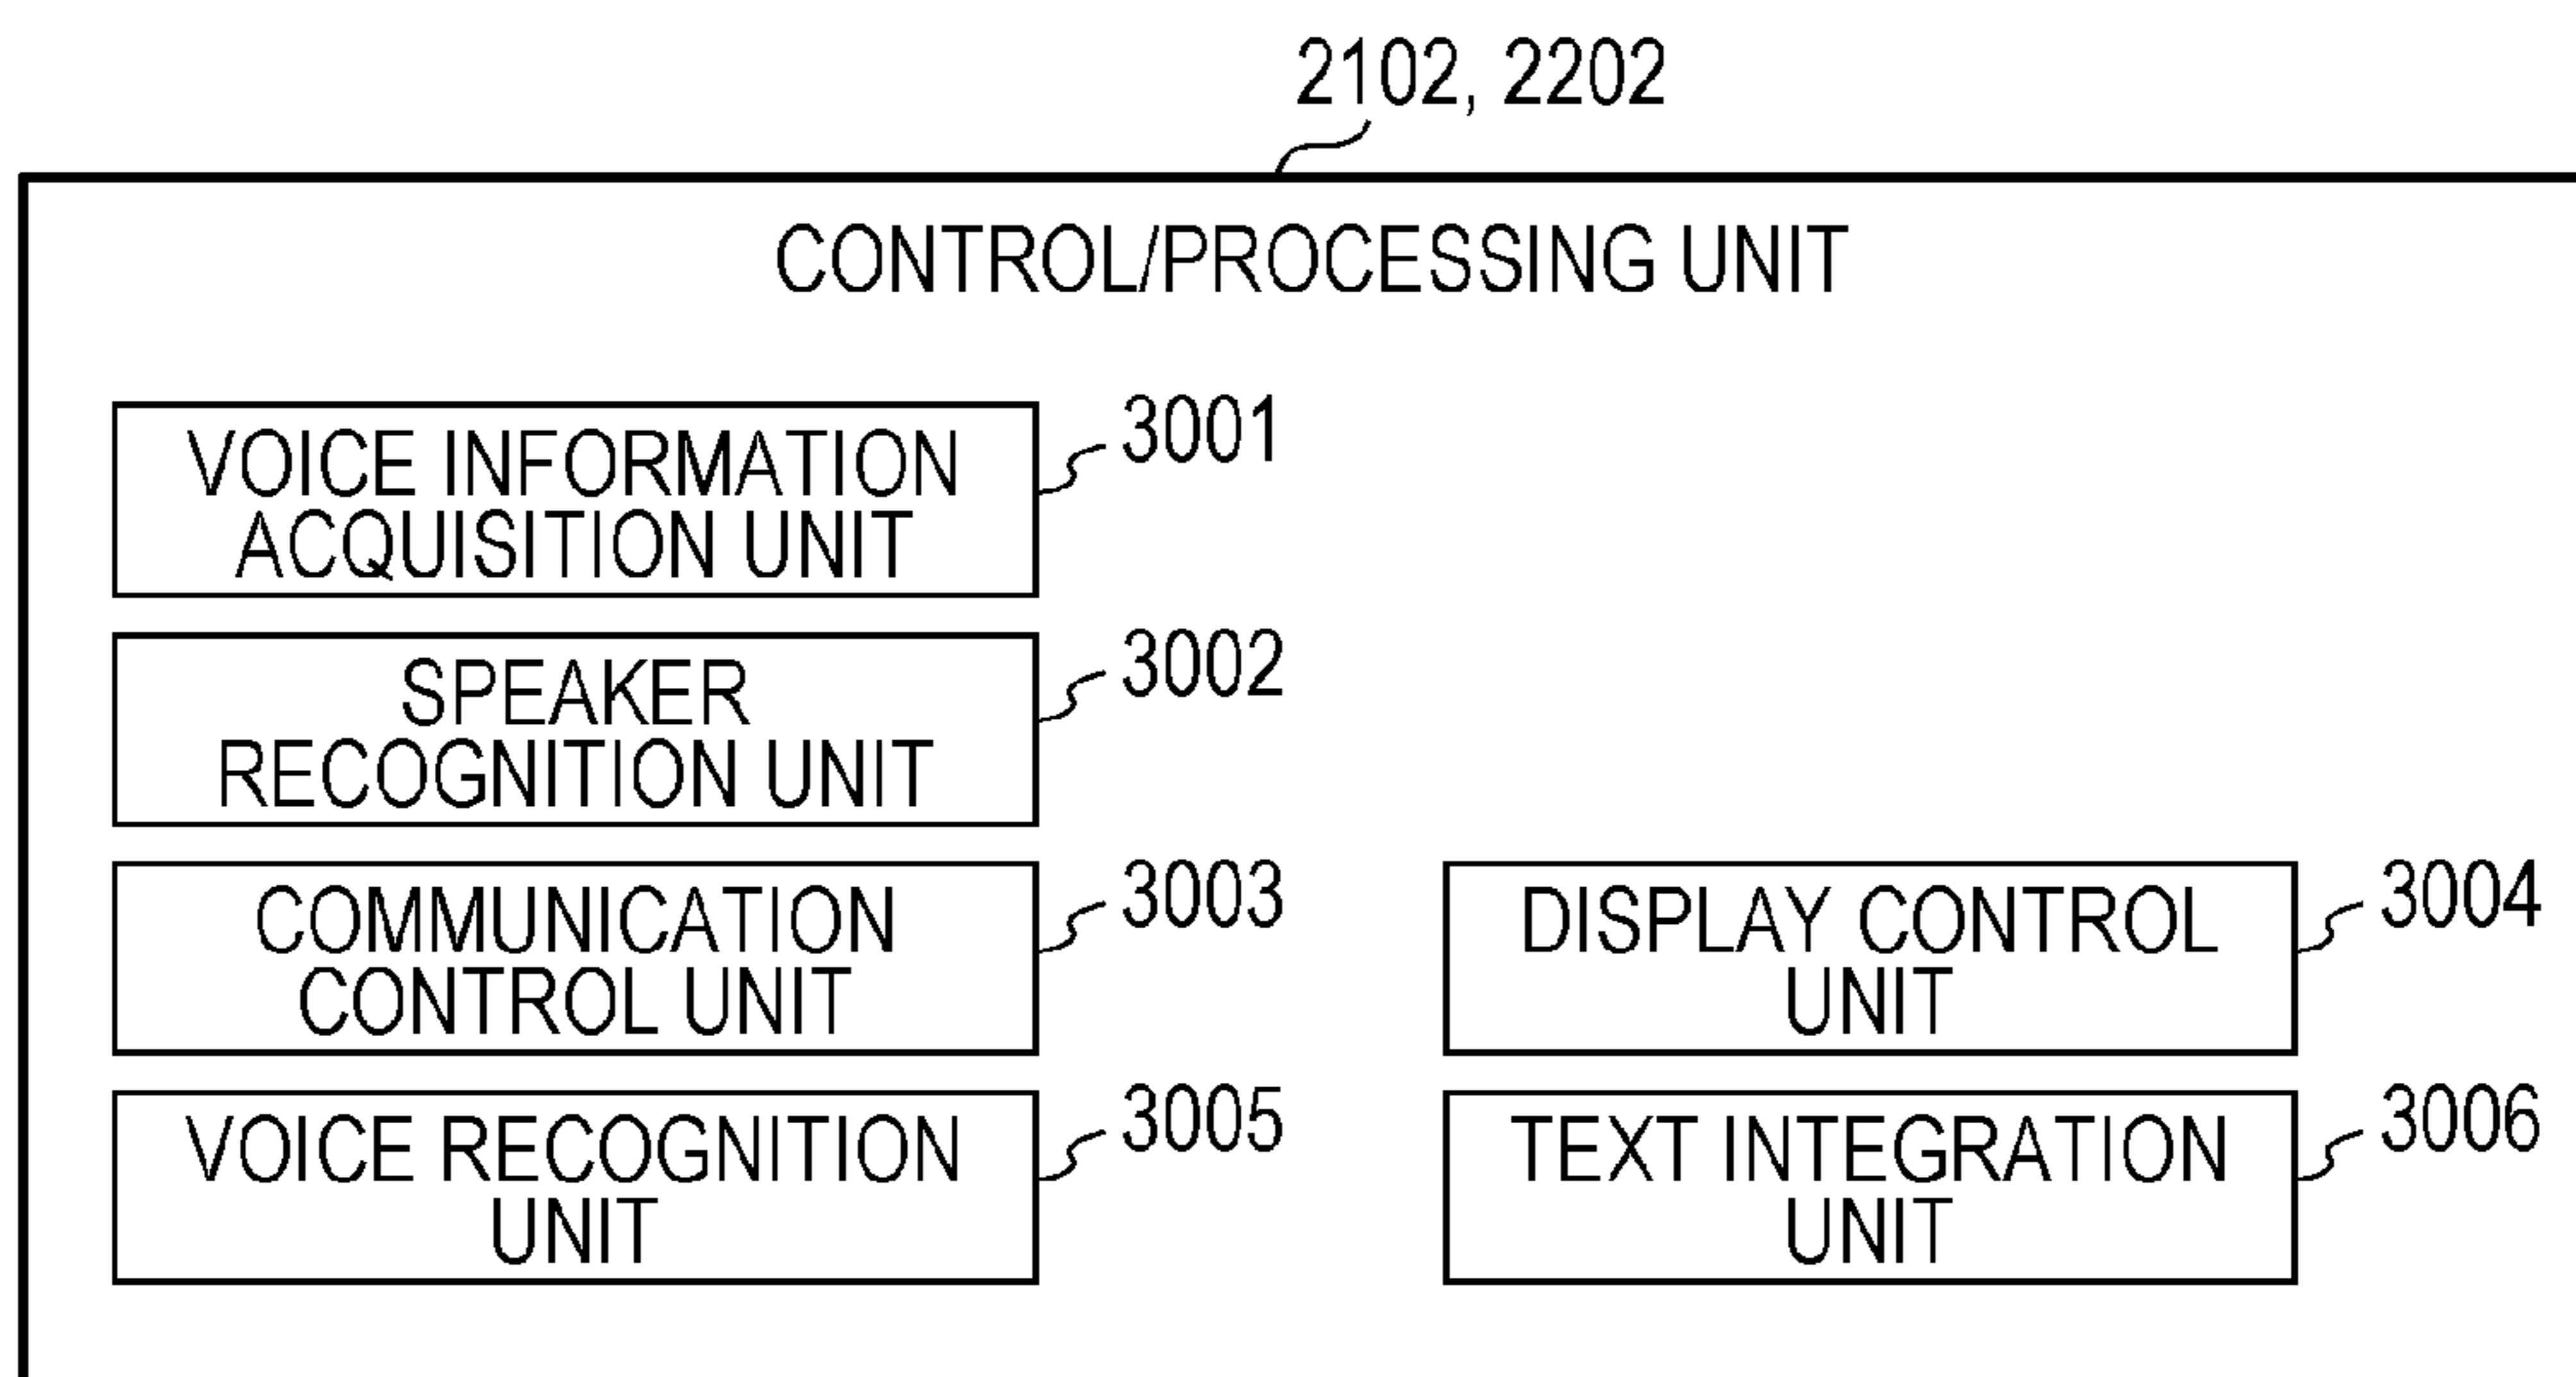 2102, 2202
CONTROL/PROCESSING UNIT
VOICE INFORMATION
ACQUISITION UNIT
3001
SPEAKER
RECOGNITION UNIT
3002
COMMUNICATION
CONTROL UNIT
3003
DISPLAY CONTROL
UNIT
3004
VOICE RECOGNITION
UNIT
3005
TEXT INTEGRATION
UNIT
3006